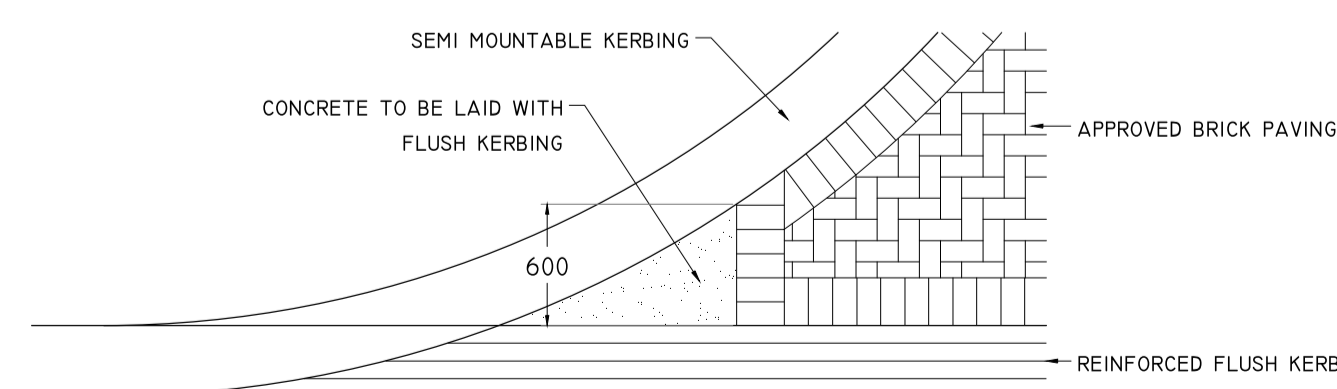 SEMI MOUNTABLE KERBING
CONCRETE TO BE LAID WITH
FLUSH KERBING
APPROVED BRICK PAVING
600
REINFORCED FLUSH KERB